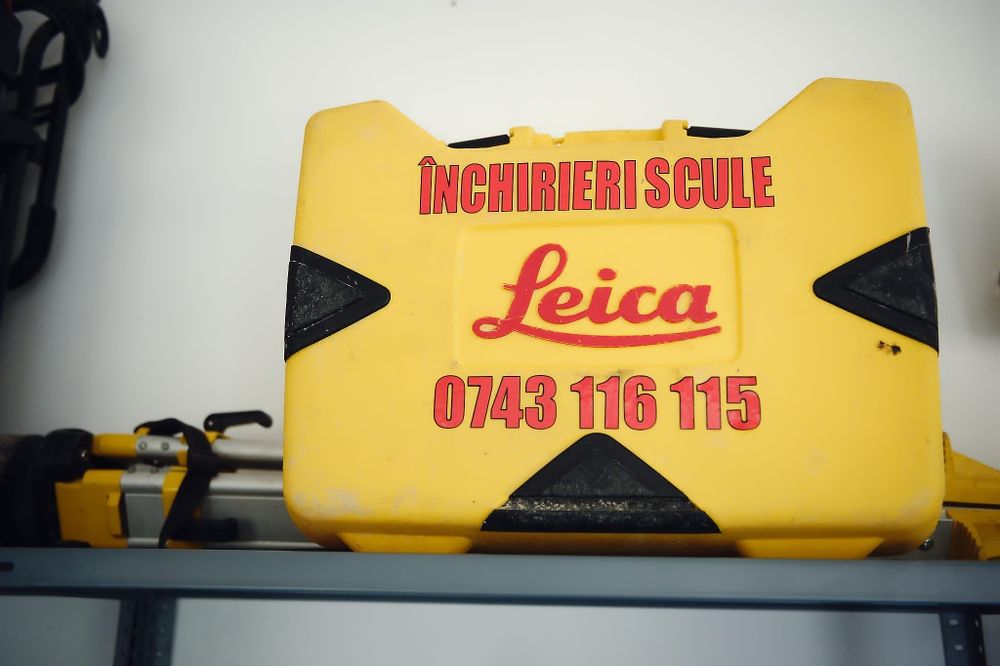 ÎNCHIRIERI SCULE
Leica
0743 116 115